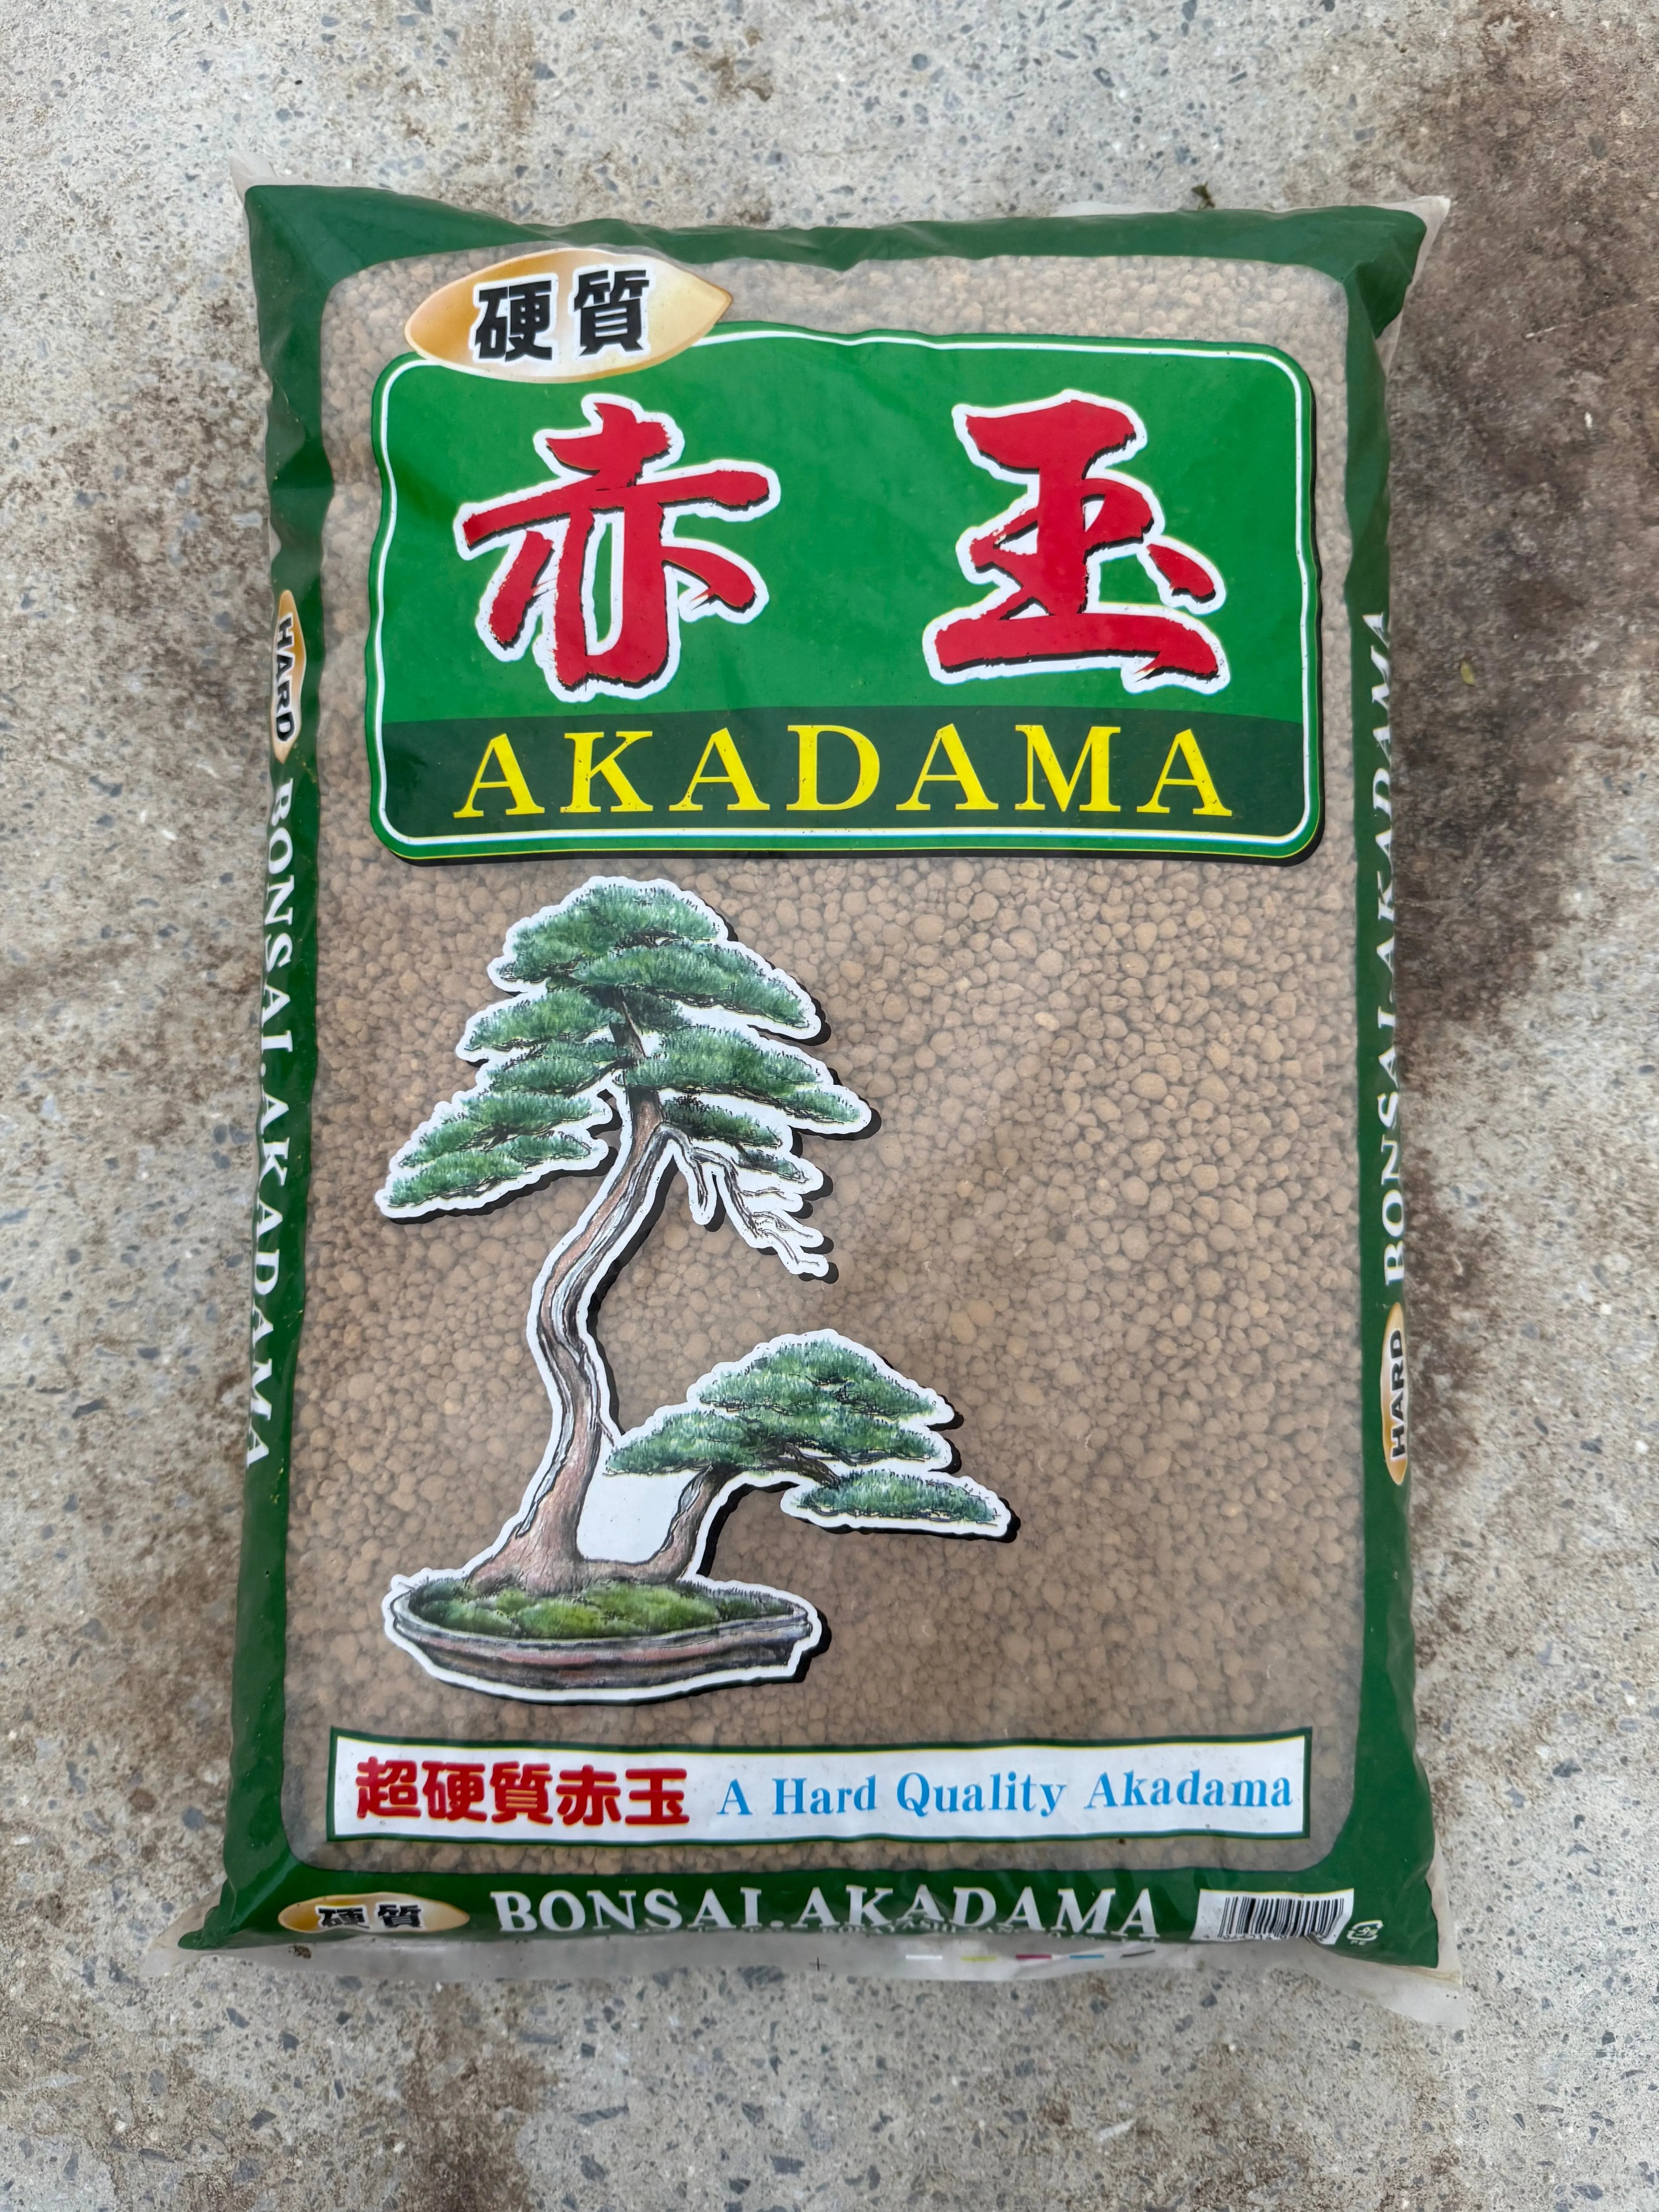 硬質
赤玉
AKADAMA
HARD BONSAI.AKADAMA
HARD BONSAI.AKADAMA
超硬質赤玉 A Hard Quality Akadama
硬質 BONSAI.AKADAMA